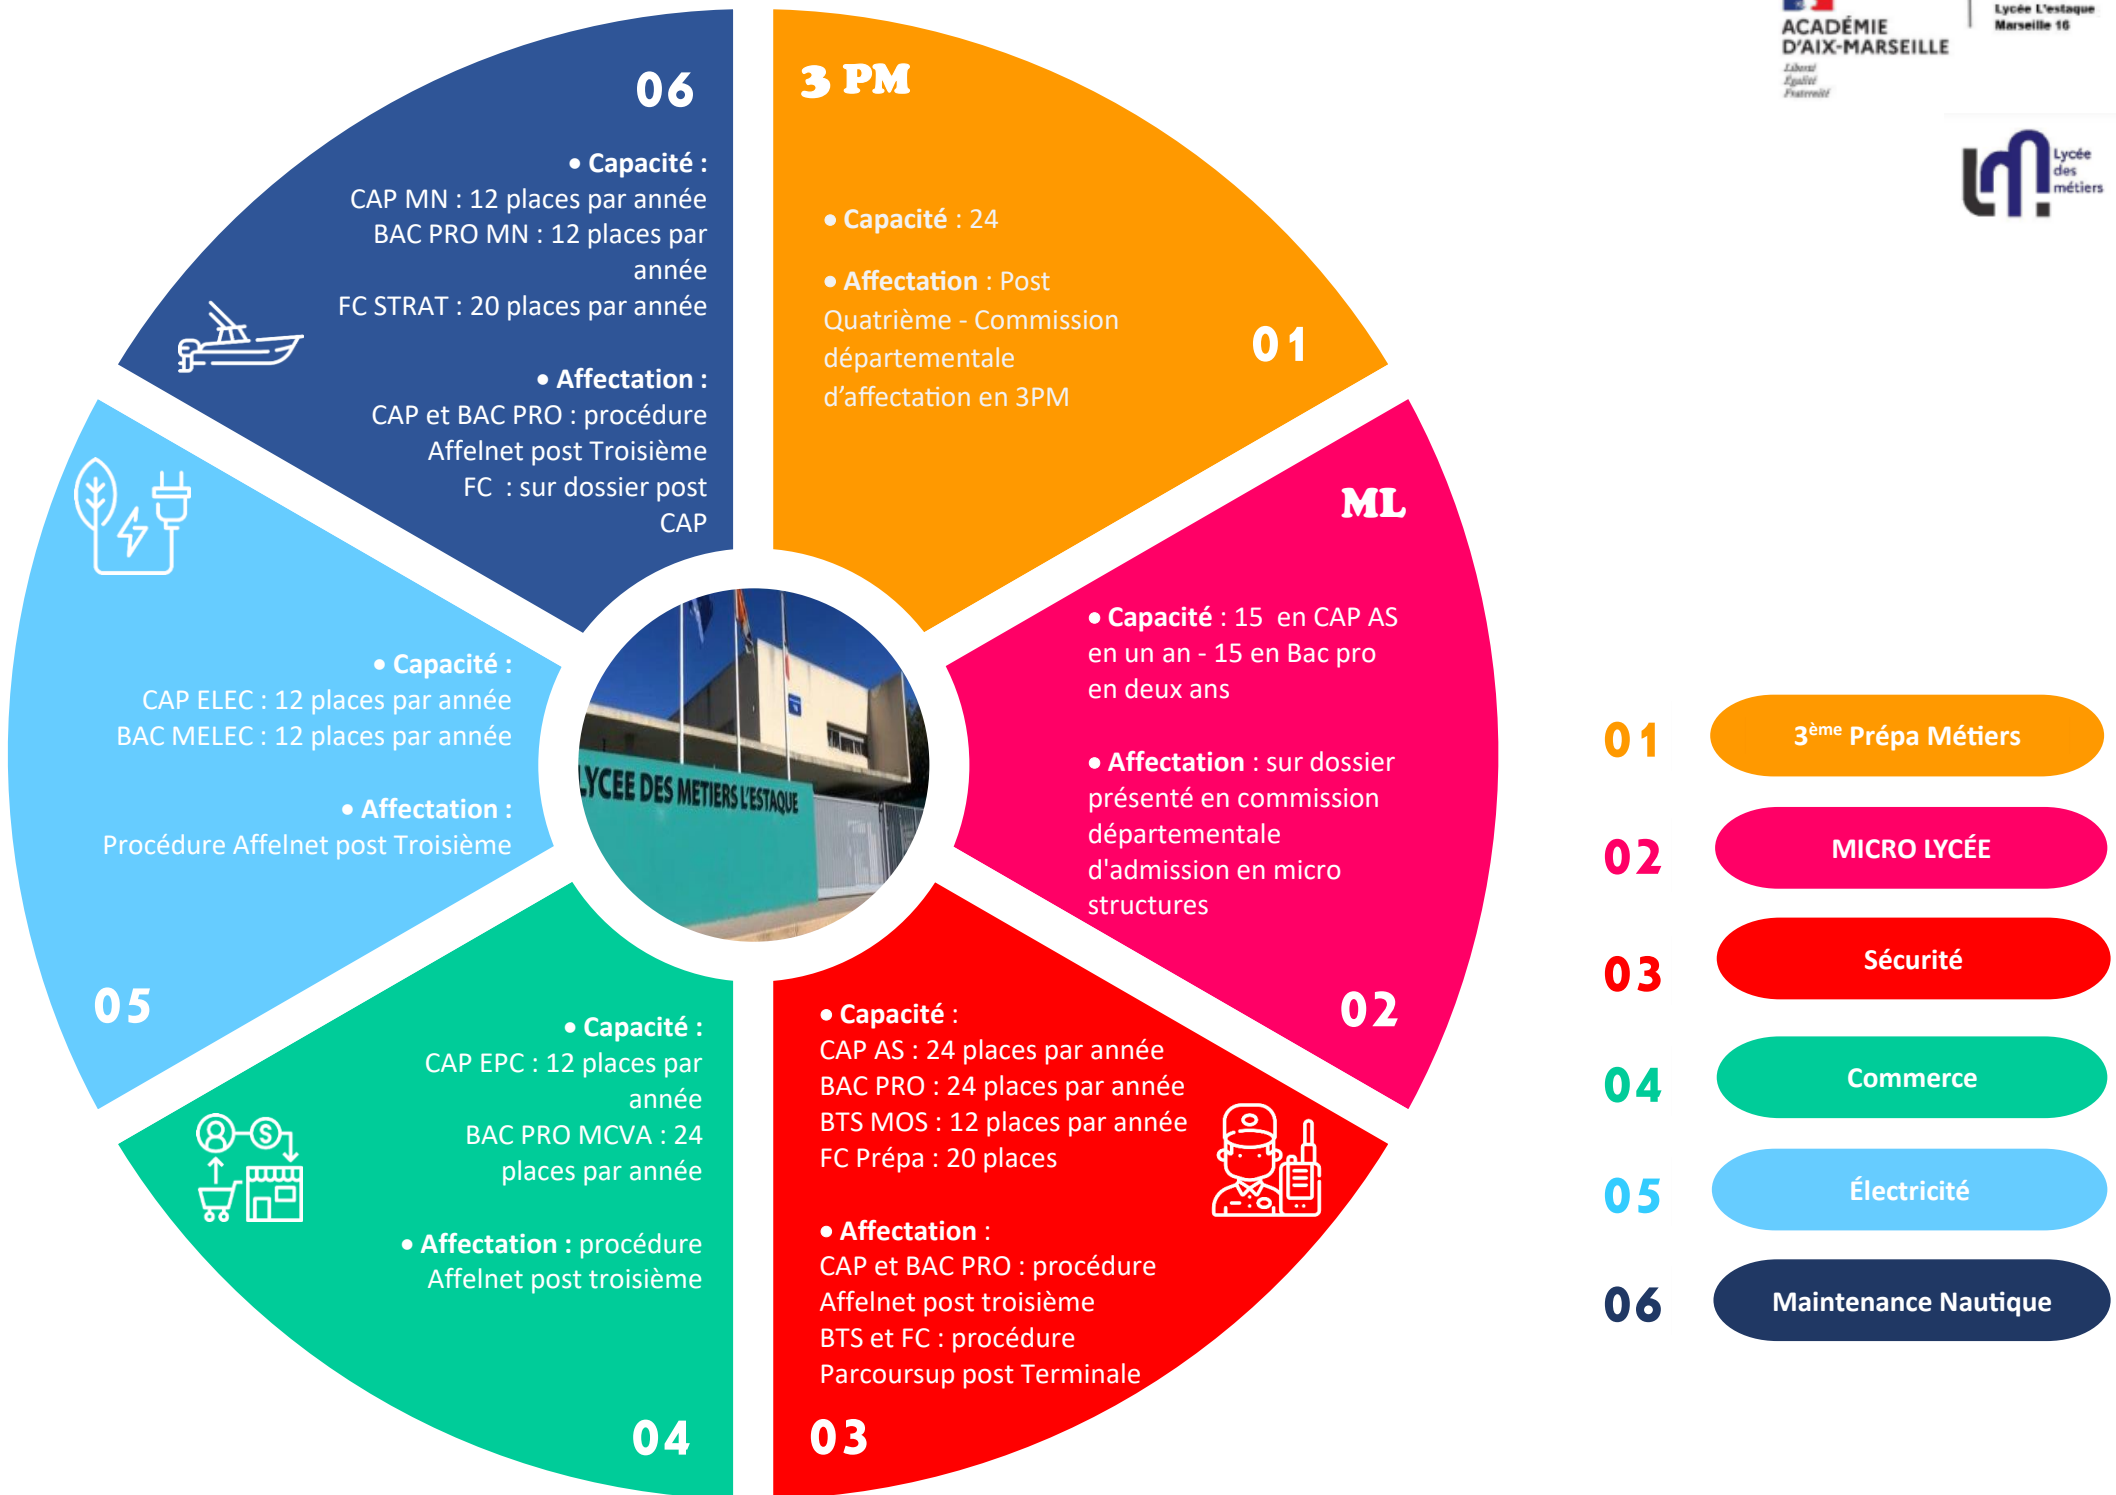 ACADÉMIE
D'AIX-MARSEILLE
Liberté
Égalité
Fraternité
Lycée L'estaque
Marseille 16
Lycée
des
métiers
3 PM
• Capacité : 24
• Affectation : Post
Quatrième - Commission
départementale
d'affectation en 3PM
01
ML
• Capacité : 15 en CAP AS
en un an - 15 en Bac pro
en deux ans
• Affectation : sur dossier
présenté en commission
départementale
d'admission en micro
structures
02
• Capacité :
CAP AS : 24 places par année
BAC PRO : 24 places par année
BTS MOS : 12 places par année
FC Prépa : 20 places
• Affectation :
CAP et BAC PRO : procédure
Affelnet post troisième
BTS et FC : procédure
Parcoursup post Terminale
03
• Capacité :
CAP EPC : 12 places par
année
BAC PRO MCVA : 24
places par année
• Affectation : procédure
Affelnet post troisième
04
• Capacité :
CAP ELEC : 12 places par année
BAC MELEC : 12 places par année
• Affectation :
Procédure Affelnet post Troisième
05
06
• Capacité :
CAP MN : 12 places par année
BAC PRO MN : 12 places par
année
FC STRAT : 20 places par année
• Affectation :
CAP et BAC PRO : procédure
Affelnet post Troisième
FC : sur dossier post
CAP
LYCEE DES METIERS L'ESTAQUE
01 3ème Prépa Métiers
02 MICRO LYCÉE
03 Sécurité
04 Commerce
05 Électricité
06 Maintenance Nautique